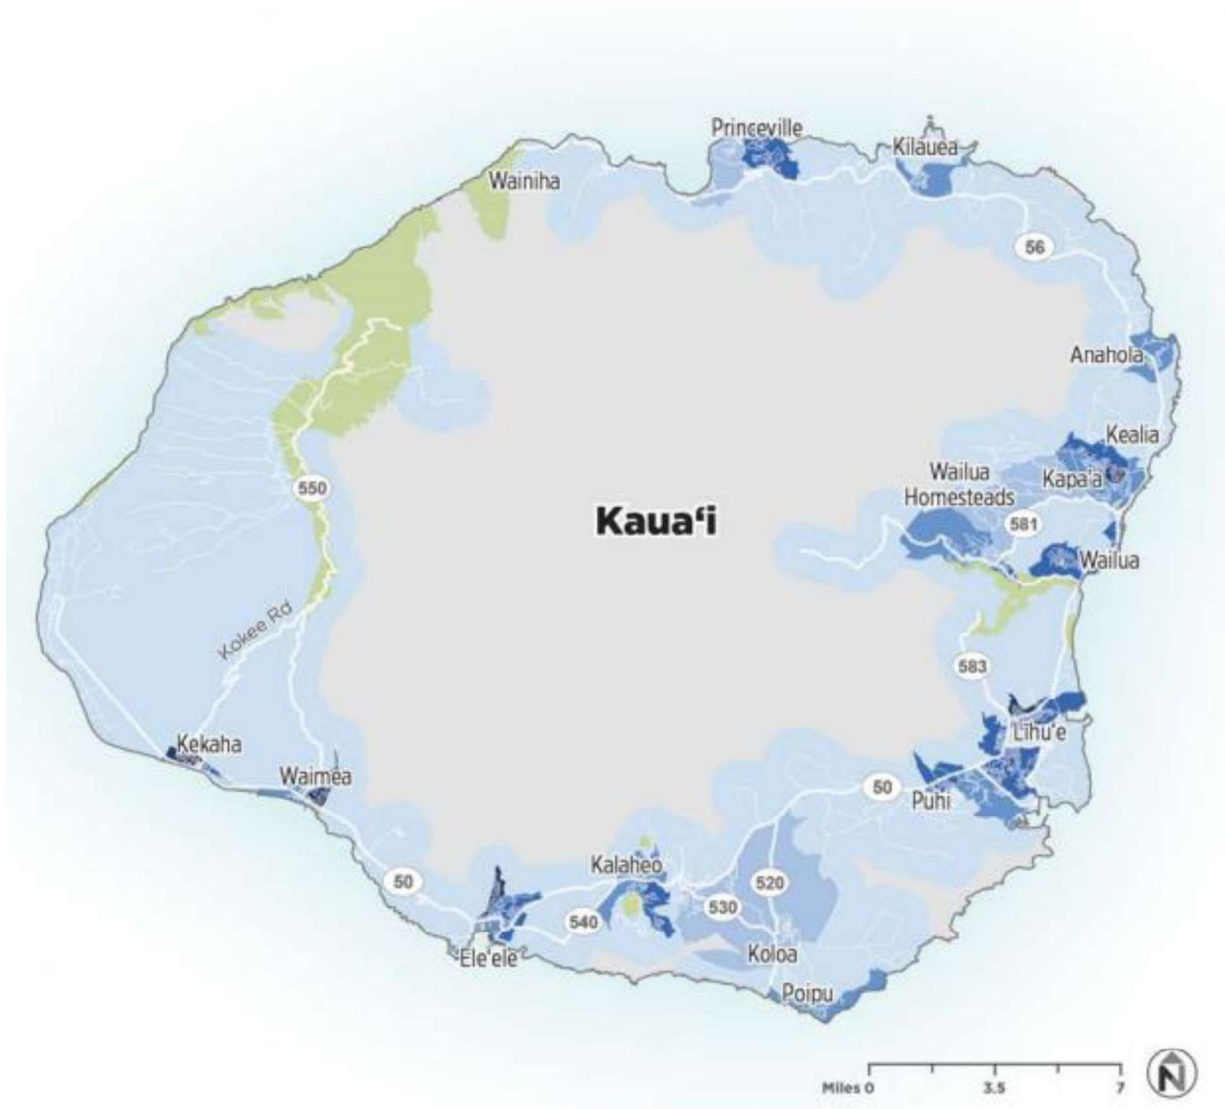 Princeville
Kilauea
Wainiha
56
Anahola
Kealia
Wailua
Homesteads
Kapa'a
550
Kaua‘i
581
Wailua
Kokee Rd
583
Kekaha
Līhu'e
Waimea
50
Puhi
Kalaheo
50
520
530
540
Koloa
Ele'ele
Poipu
Miles 0 3.5 7
N